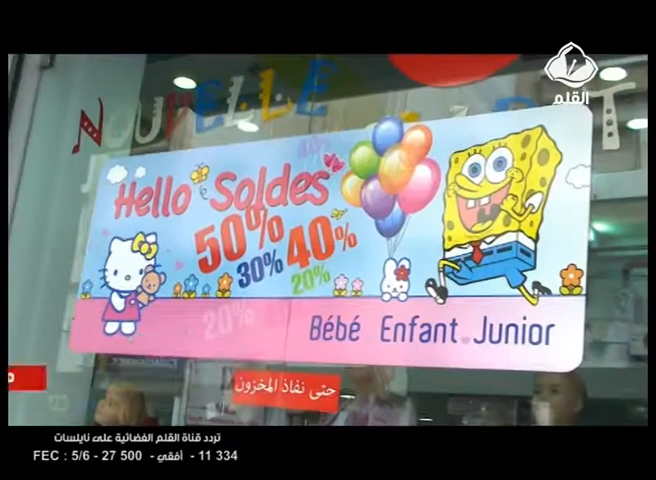 القلم
NOUVELLE
Hello Soldes
50%
40%
30%
20%
20%
Bébé Enfant Junior
حتى نفاذ المخزون
تردد قناة القلم الفضائية على نايلسات
FEC : 5/6 - 27 500 - أفقي - 11 334